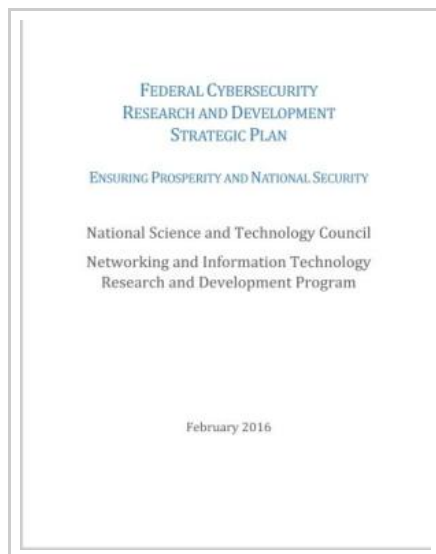 FEDERAL CYBERSECURITY
RESEARCH AND DEVELOPMENT
STRATEGIC PLAN
ENSURING PROSPERITY AND NATIONAL SECURITY
National Science and Technology Council
Networking and Information Technology
Research and Development Program
February 2016